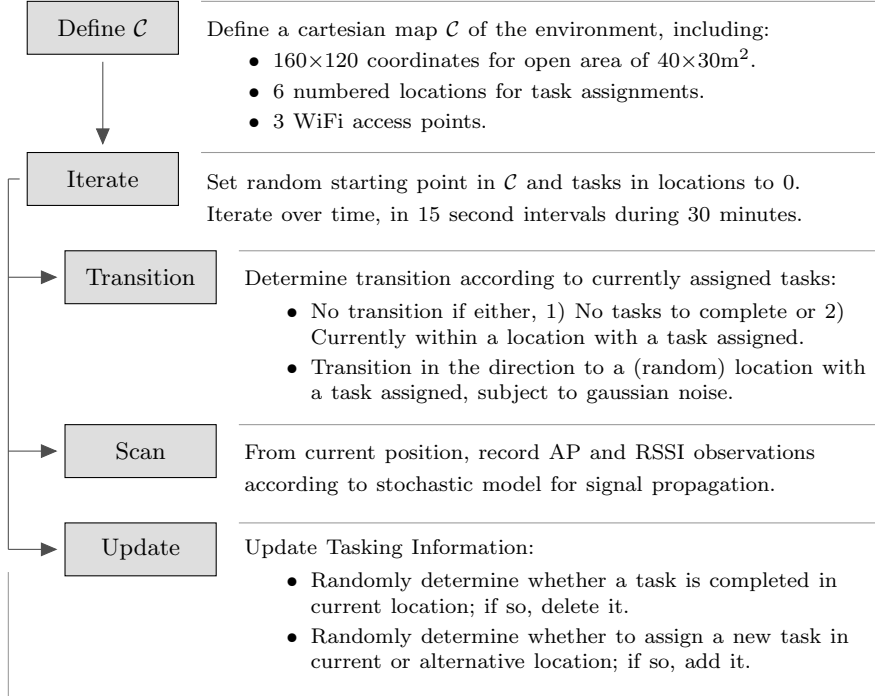 Define 𝒞
Define a cartesian map 𝒞 of the environment, including:
• 160×120 coordinates for open area of 40×30m².
• 6 numbered locations for task assignments.
• 3 WiFi access points.
Iterate
Set random starting point in 𝒞 and tasks in locations to 0.
Iterate over time, in 15 second intervals during 30 minutes.
Transition
Determine transition according to currently assigned tasks:
• No transition if either, 1) No tasks to complete or 2)
Currently within a location with a task assigned.
• Transition in the direction to a (random) location with
a task assigned, subject to gaussian noise.
Scan
From current position, record AP and RSSI observations
according to stochastic model for signal propagation.
Update
Update Tasking Information:
• Randomly determine whether a task is completed in
current location; if so, delete it.
• Randomly determine whether to assign a new task in
current or alternative location; if so, add it.